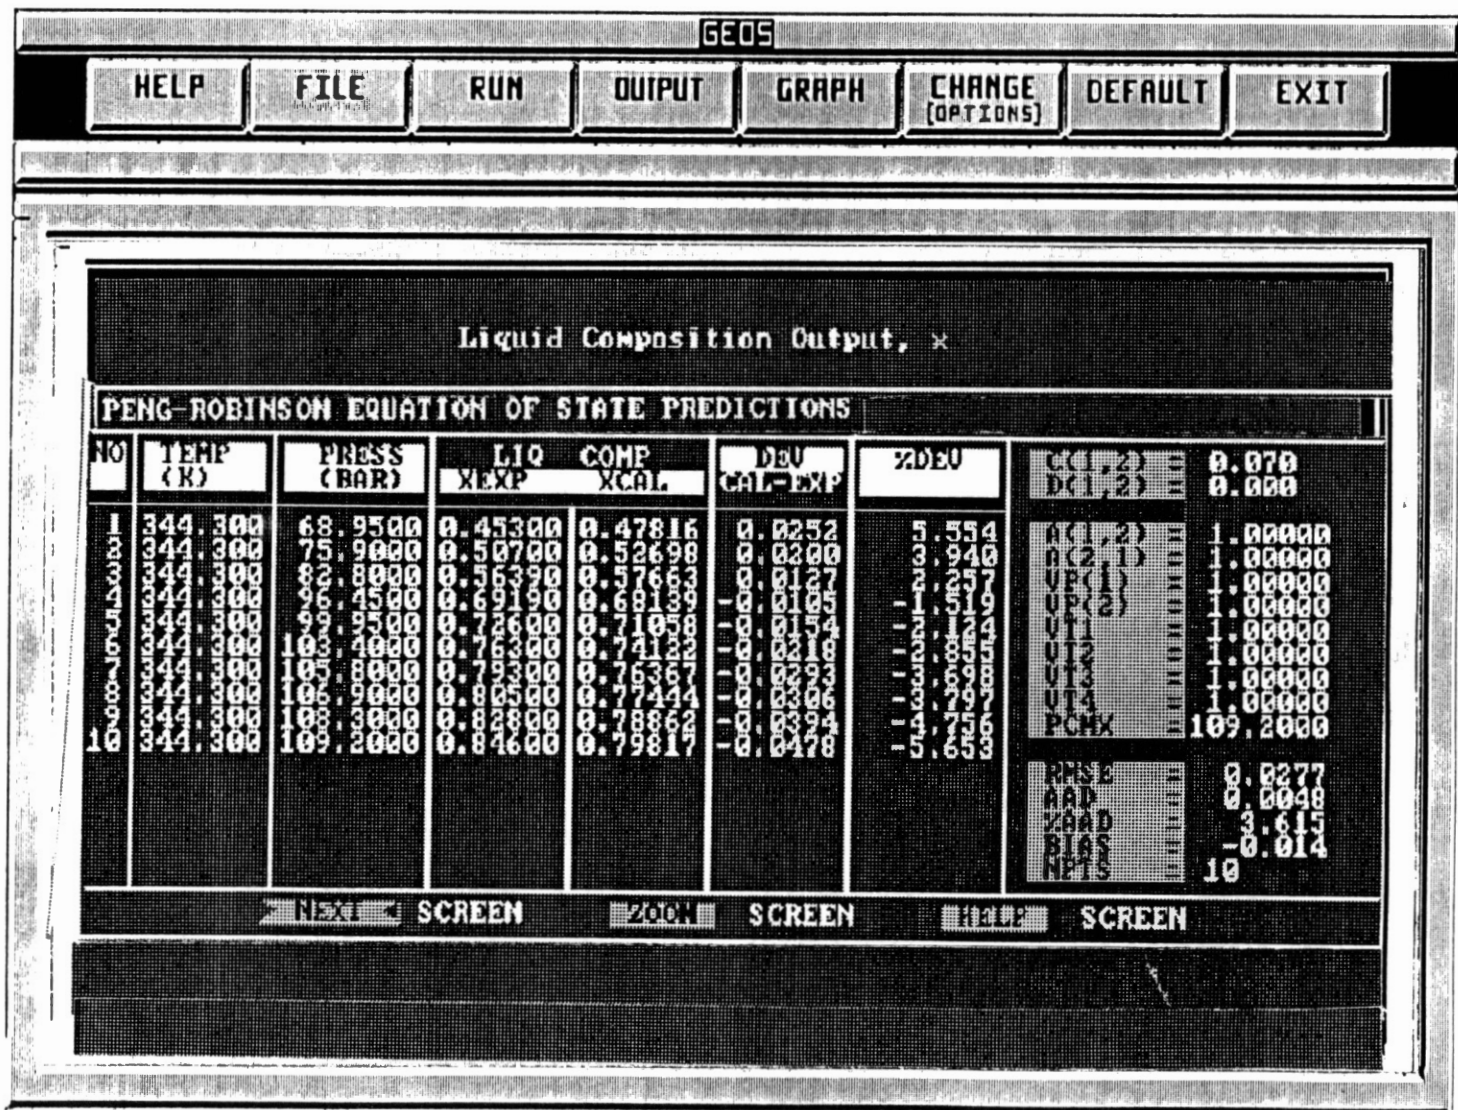 GEOS
HELP FILE RUN OUTPUT GRAPH CHANGE DEFAULT EXIT
[OPTIONS]
Liquid Composition Output, x
PENG-ROBINSON EQUATION OF STATE PREDICTIONS
NO TEMP PRESS LIQ COMP DEV %DEV
(K) (BAR) XEXP XCAL CAL-EXP
1 344.300 68.9500 0.45300 0.47816 0.0252 5.554
2 344.300 75.9000 0.50700 0.52698 0.0200 3.940
3 344.300 82.8000 0.56390 0.57663 0.0127 2.257
4 344.300 96.4500 0.69190 0.68139 -0.0105 -1.519
5 344.300 99.9500 0.72600 0.71058 -0.0154 -2.124
6 344.300 103.4000 0.76300 0.74122 -0.0218 -2.855
7 344.300 105.8000 0.79300 0.76367 -0.0293 -3.698
8 344.300 106.9000 0.80500 0.77444 -0.0306 -3.797
9 344.300 108.3000 0.82800 0.78862 -0.0394 -4.756
10 344.300 109.2000 0.84600 0.79817 -0.0478 -5.653
C(1,2) = 0.070
D(1,2) = 0.000
A(1,2) = 1.00000
A(2,1) = 1.00000
VP(1) = 1.00000
VP(2) = 1.00000
VT1 = 1.00000
VT2 = 1.00000
VT3 = 1.00000
VT4 = 1.00000
PCMX = 109.2000
RMSE = 0.0277
AAD = 0.0048
%AAD = 3.615
BIAS = -0.014
NPTS = 10
NEXT SCREEN ZOOM SCREEN HELP SCREEN